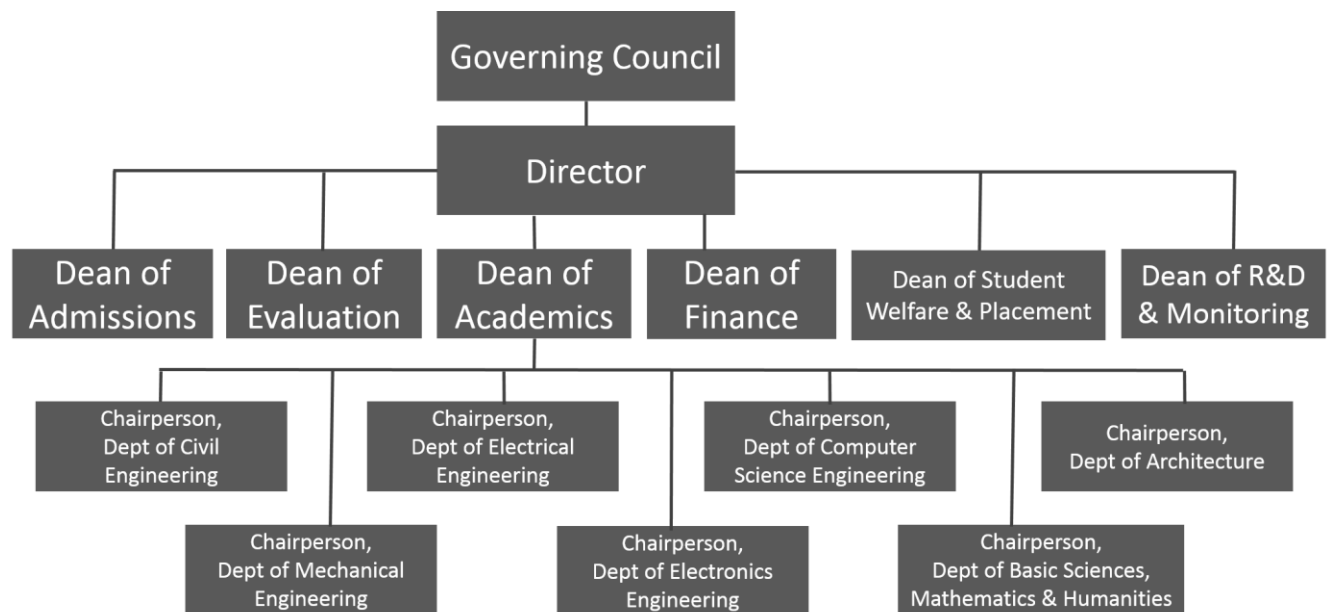 Governing Council
Director
Dean of
Admissions
Dean of
Evaluation
Dean of
Academics
Dean of
Finance
Dean of Student
Welfare & Placement
Dean of R&D
& Monitoring
Chairperson,
Dept of Civil
Engineering
Chairperson,
Dept of Electrical
Engineering
Chairperson,
Dept of Computer
Science Engineering
Chairperson,
Dept of Architecture
Chairperson,
Dept of Mechanical
Engineering
Chairperson,
Dept of Electronics
Engineering
Chairperson,
Dept of Basic Sciences,
Mathematics & Humanities